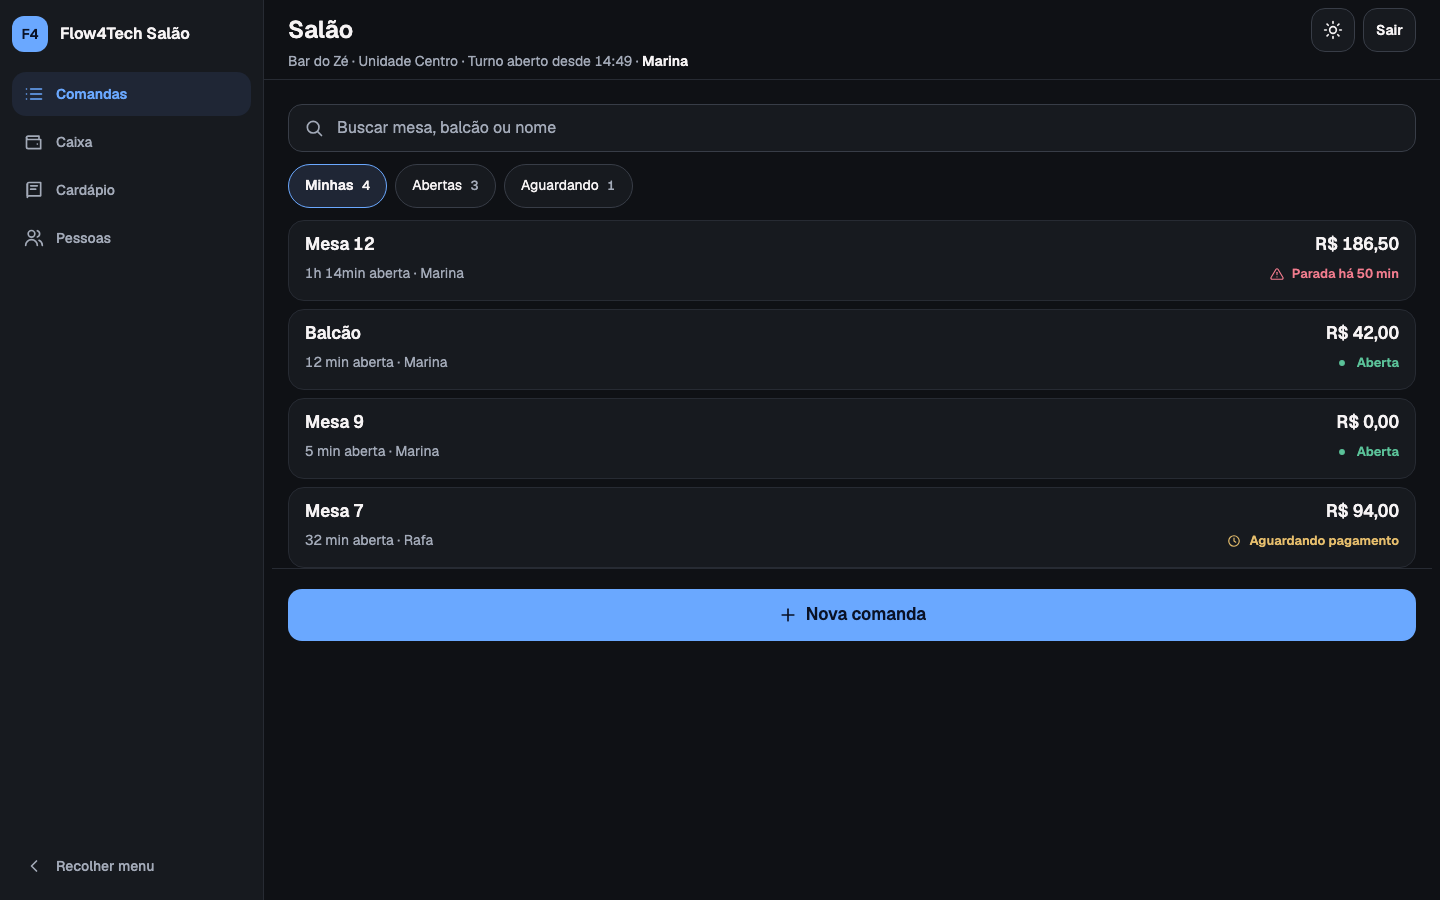 F4 Flow4Tech Salão
Comandas
Caixa
Cardápio
Pessoas
Recolher menu
Salão
Bar do Zé · Unidade Centro · Turno aberto desde 14:49 · Marina
Sair
Buscar mesa, balcão ou nome
Minhas 4 Abertas 3 Aguardando 1
Mesa 12 R$ 186,50
1h 14min aberta · Marina Parada há 50 min
Balcão R$ 42,00
12 min aberta · Marina Aberta
Mesa 9 R$ 0,00
5 min aberta · Marina Aberta
Mesa 7 R$ 94,00
32 min aberta · Rafa Aguardando pagamento
Nova comanda